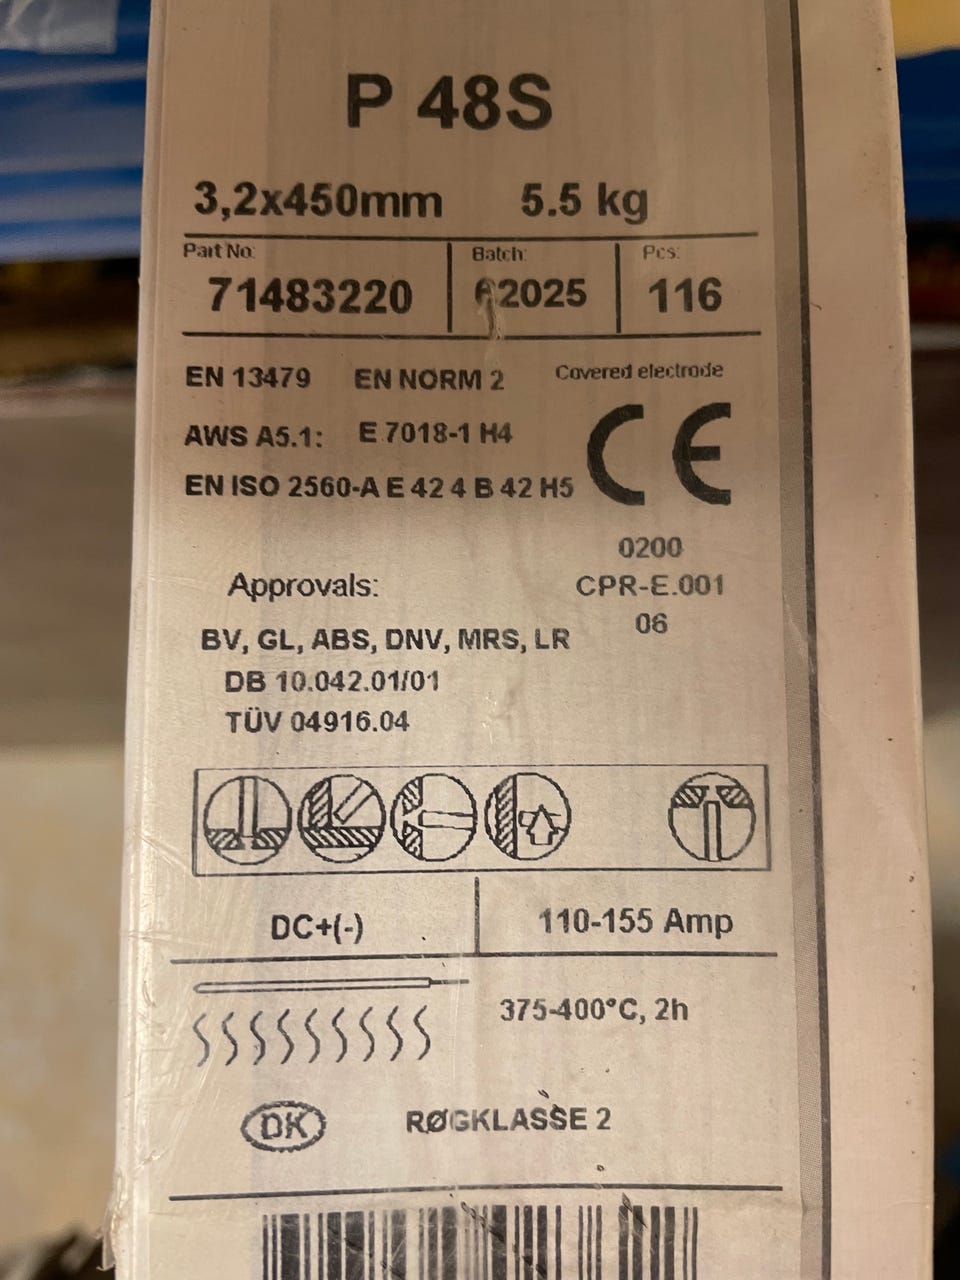 P 48S
3,2x450mm 5.5 kg
Part No: Batch: Pcs:
71483220 62025 116
EN 13479 EN NORM 2 Covered electrode
AWS A5.1: E 7018-1 H4
EN ISO 2560-A E 42 4 B 42 H5
CE
0200
Approvals: CPR-E.001
06
BV, GL, ABS, DNV, MRS, LR
DB 10.042.01/01
TÜV 04916.04
DC+(-) 110-155 Amp
375-400°C, 2h
DK RØGKLASSE 2